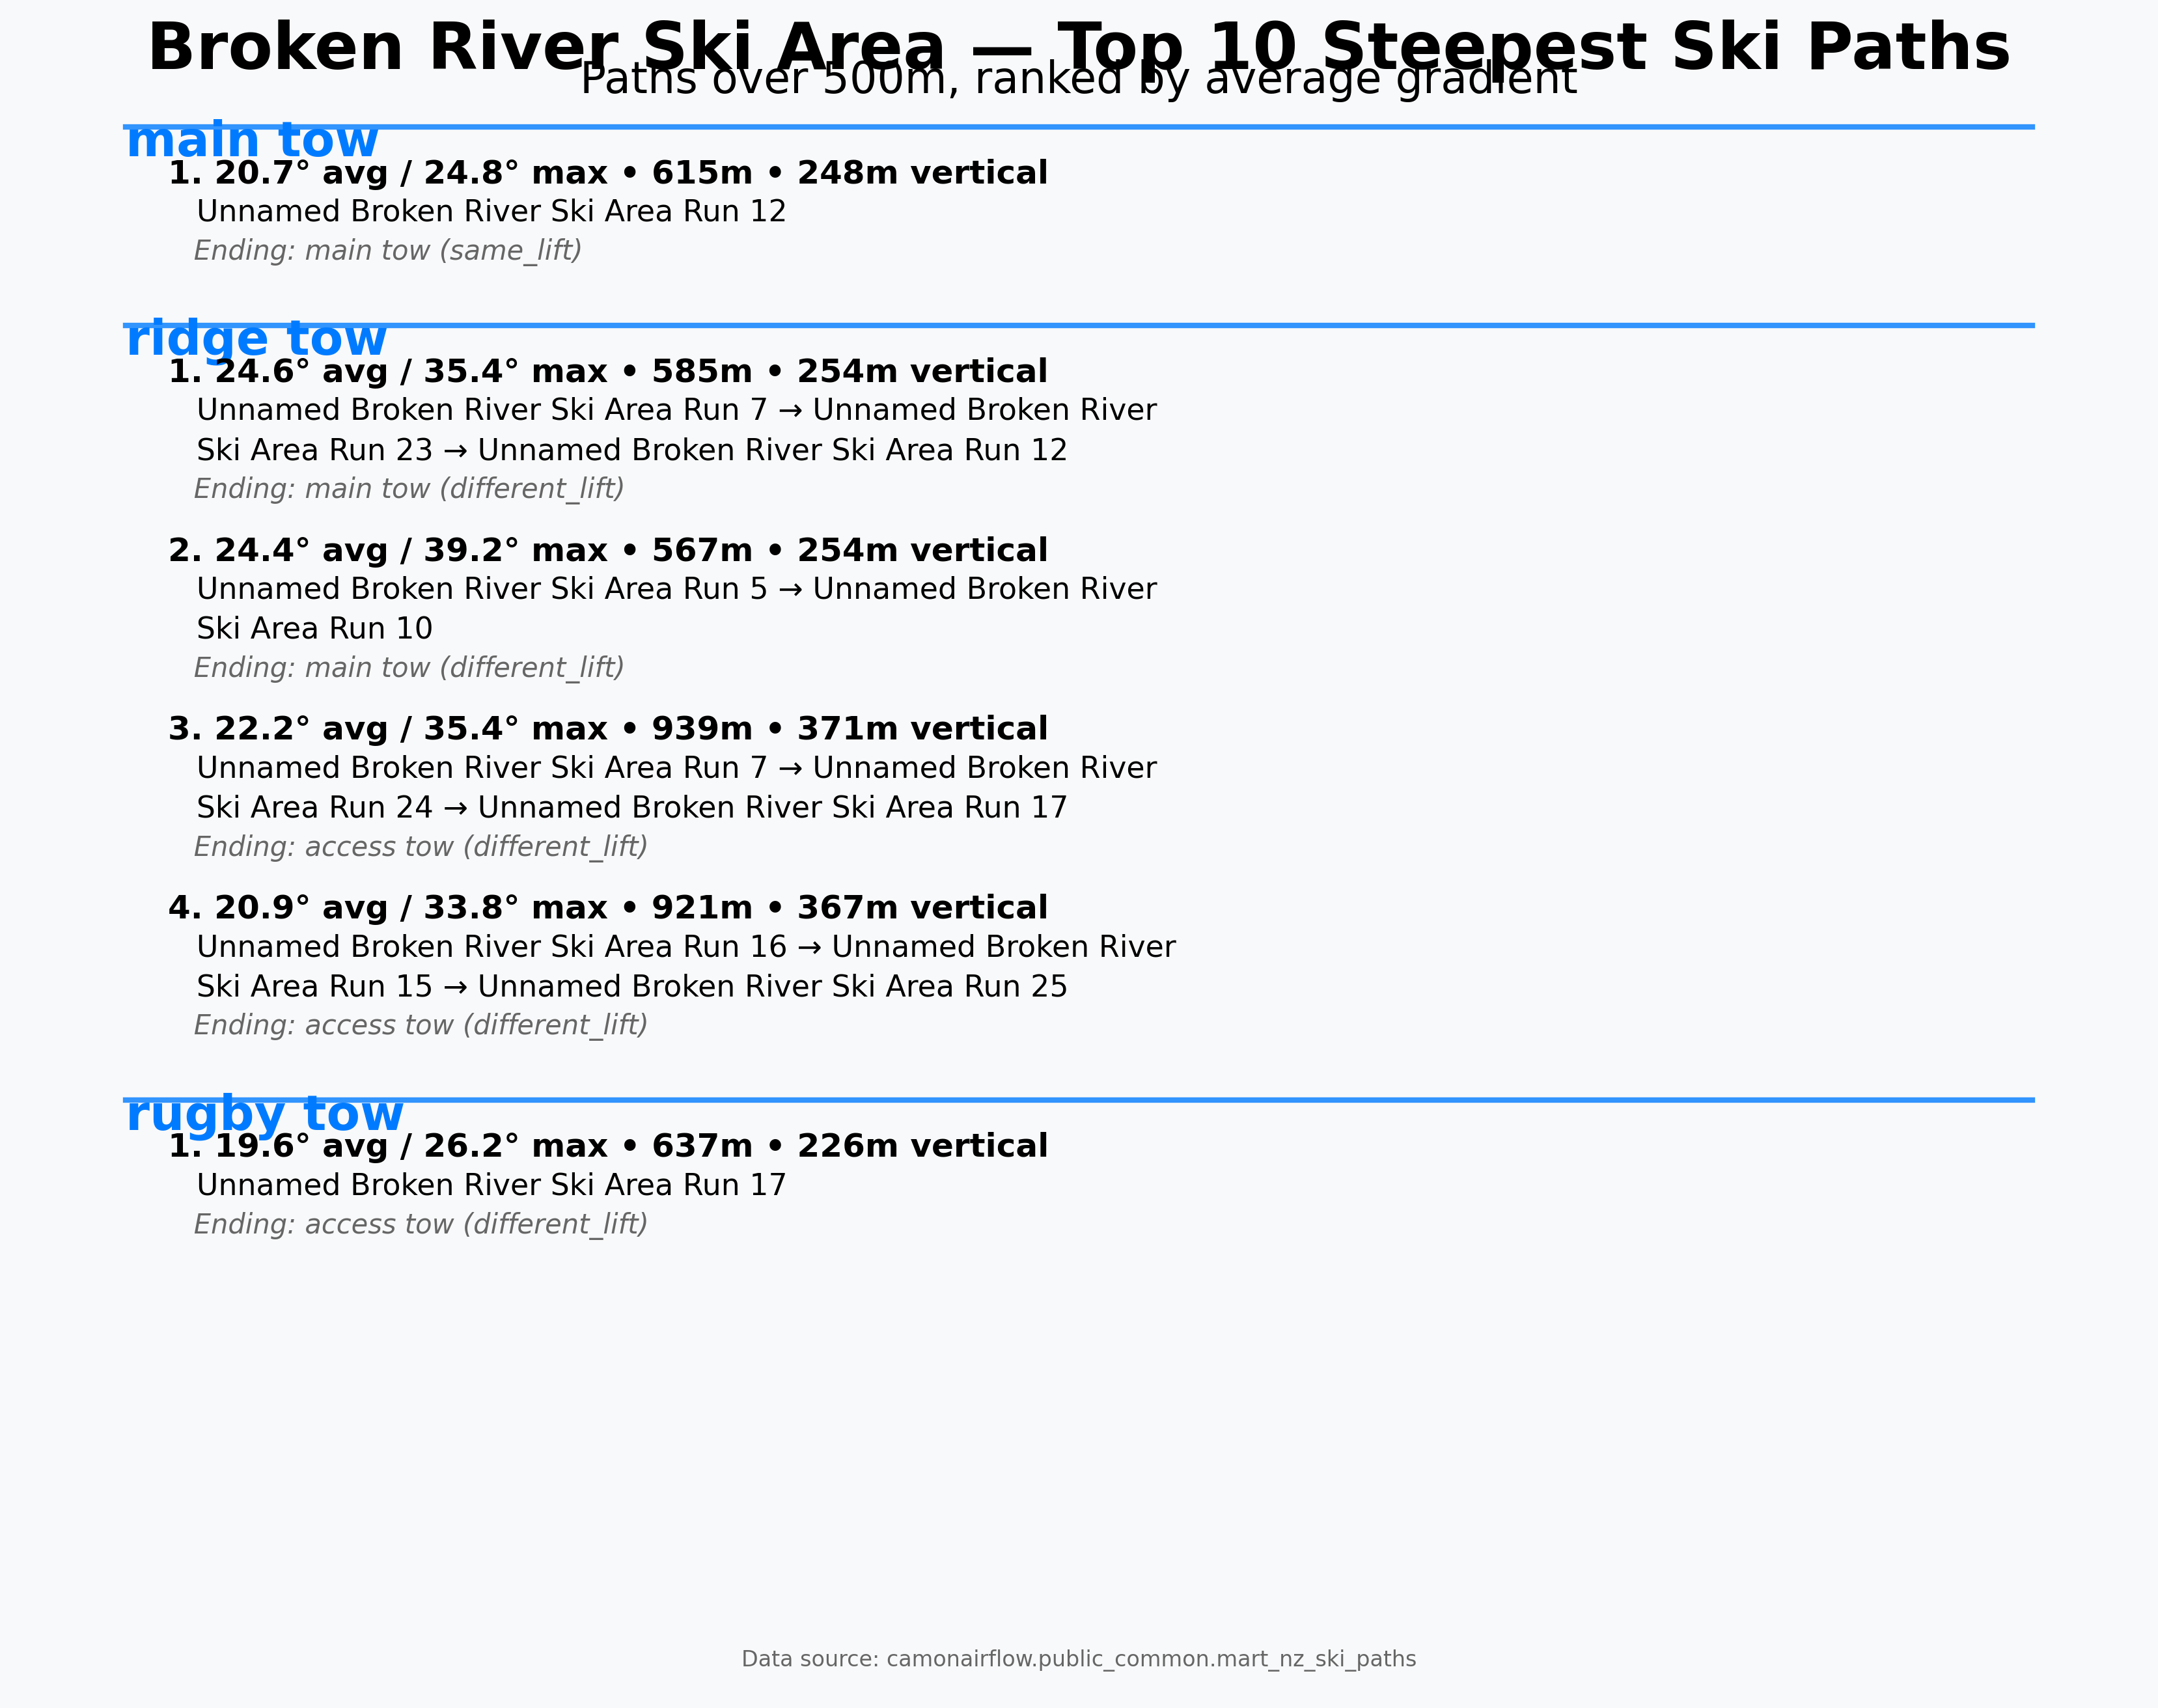 Broken River Ski Area — Top 10 Steepest Ski Paths
Paths over 500m, ranked by average gradient
main tow
1. 20.7° avg / 24.8° max • 615m • 248m vertical
Unnamed Broken River Ski Area Run 12
Ending: main tow (same_lift)
ridge tow
1. 24.6° avg / 35.4° max • 585m • 254m vertical
Unnamed Broken River Ski Area Run 7 → Unnamed Broken River
Ski Area Run 23 → Unnamed Broken River Ski Area Run 12
Ending: main tow (different_lift)
2. 24.4° avg / 39.2° max • 567m • 254m vertical
Unnamed Broken River Ski Area Run 5 → Unnamed Broken River
Ski Area Run 10
Ending: main tow (different_lift)
3. 22.2° avg / 35.4° max • 939m • 371m vertical
Unnamed Broken River Ski Area Run 7 → Unnamed Broken River
Ski Area Run 24 → Unnamed Broken River Ski Area Run 17
Ending: access tow (different_lift)
4. 20.9° avg / 33.8° max • 921m • 367m vertical
Unnamed Broken River Ski Area Run 16 → Unnamed Broken River
Ski Area Run 15 → Unnamed Broken River Ski Area Run 25
Ending: access tow (different_lift)
rugby tow
1. 19.6° avg / 26.2° max • 637m • 226m vertical
Unnamed Broken River Ski Area Run 17
Ending: access tow (different_lift)
Data source: camonairflow.public_common.mart_nz_ski_paths